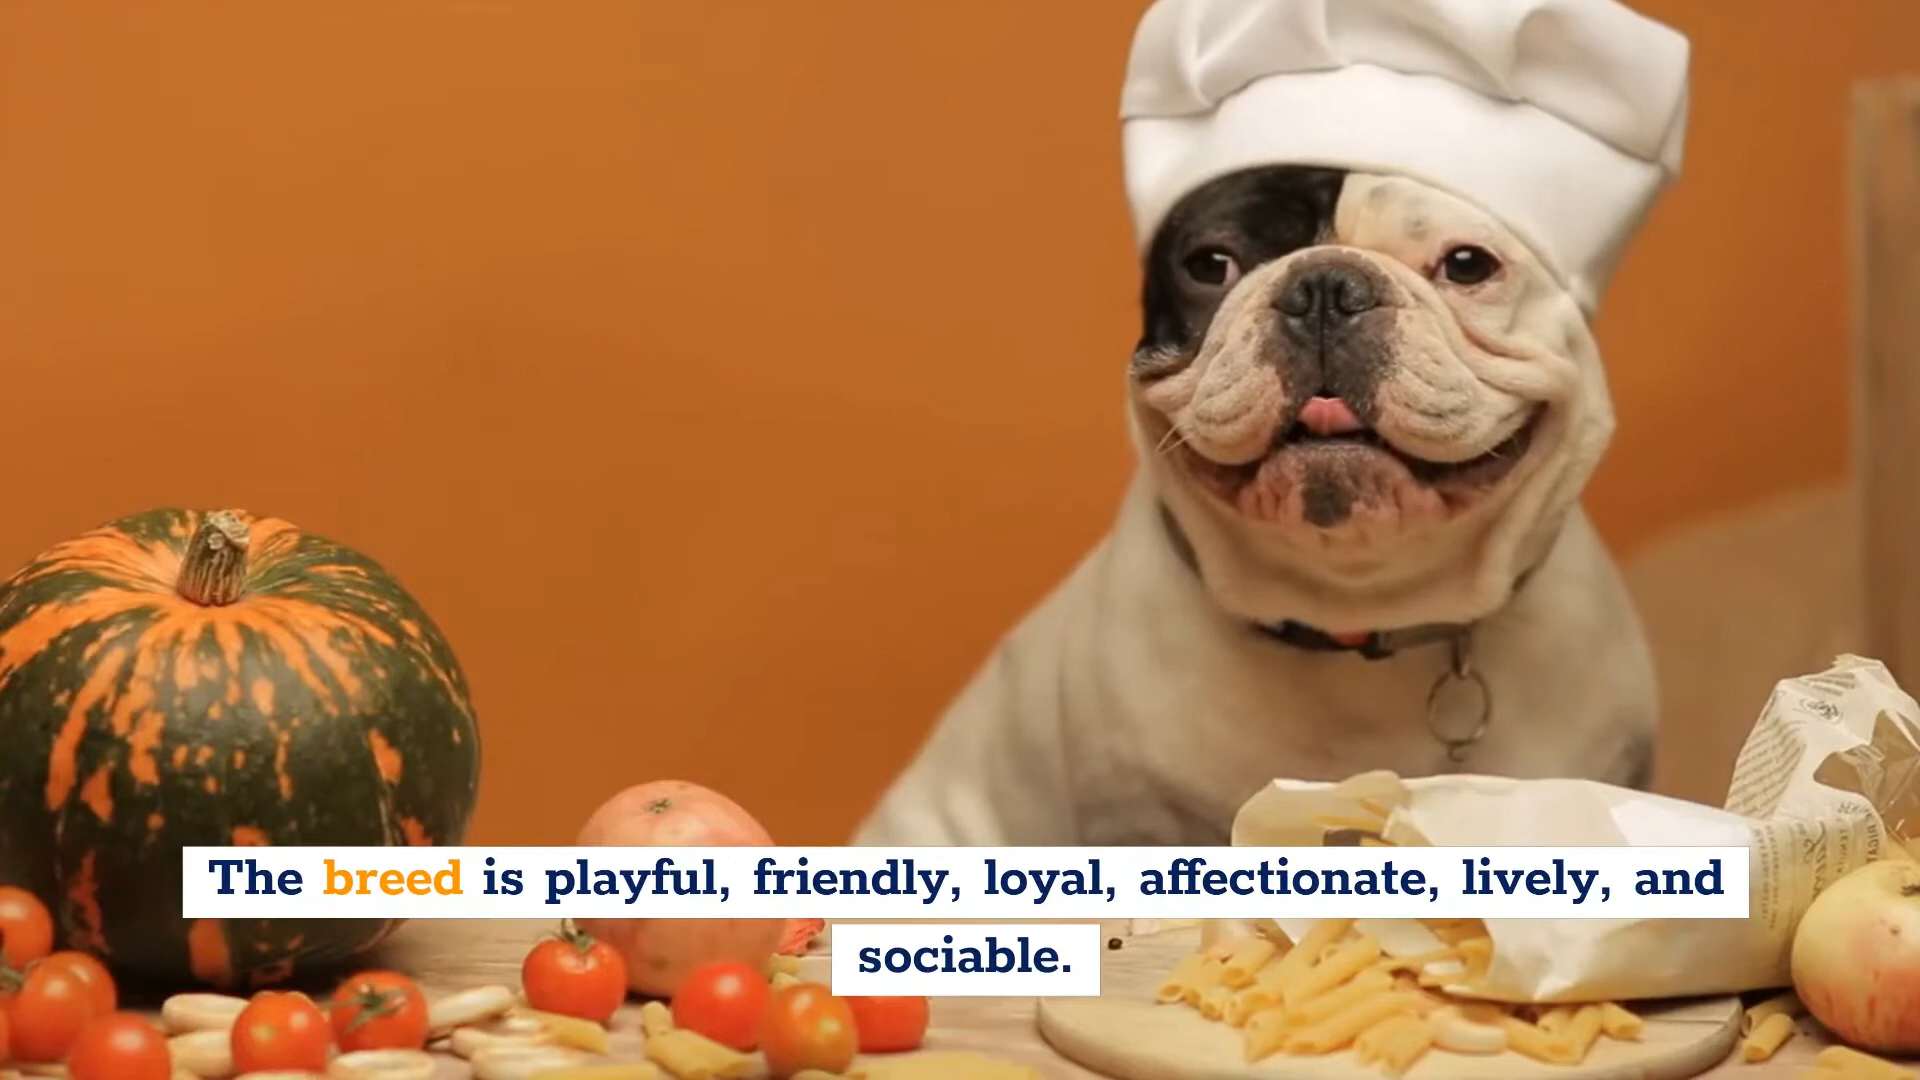 The breed is playful, friendly, loyal, affectionate, lively, and
sociable.